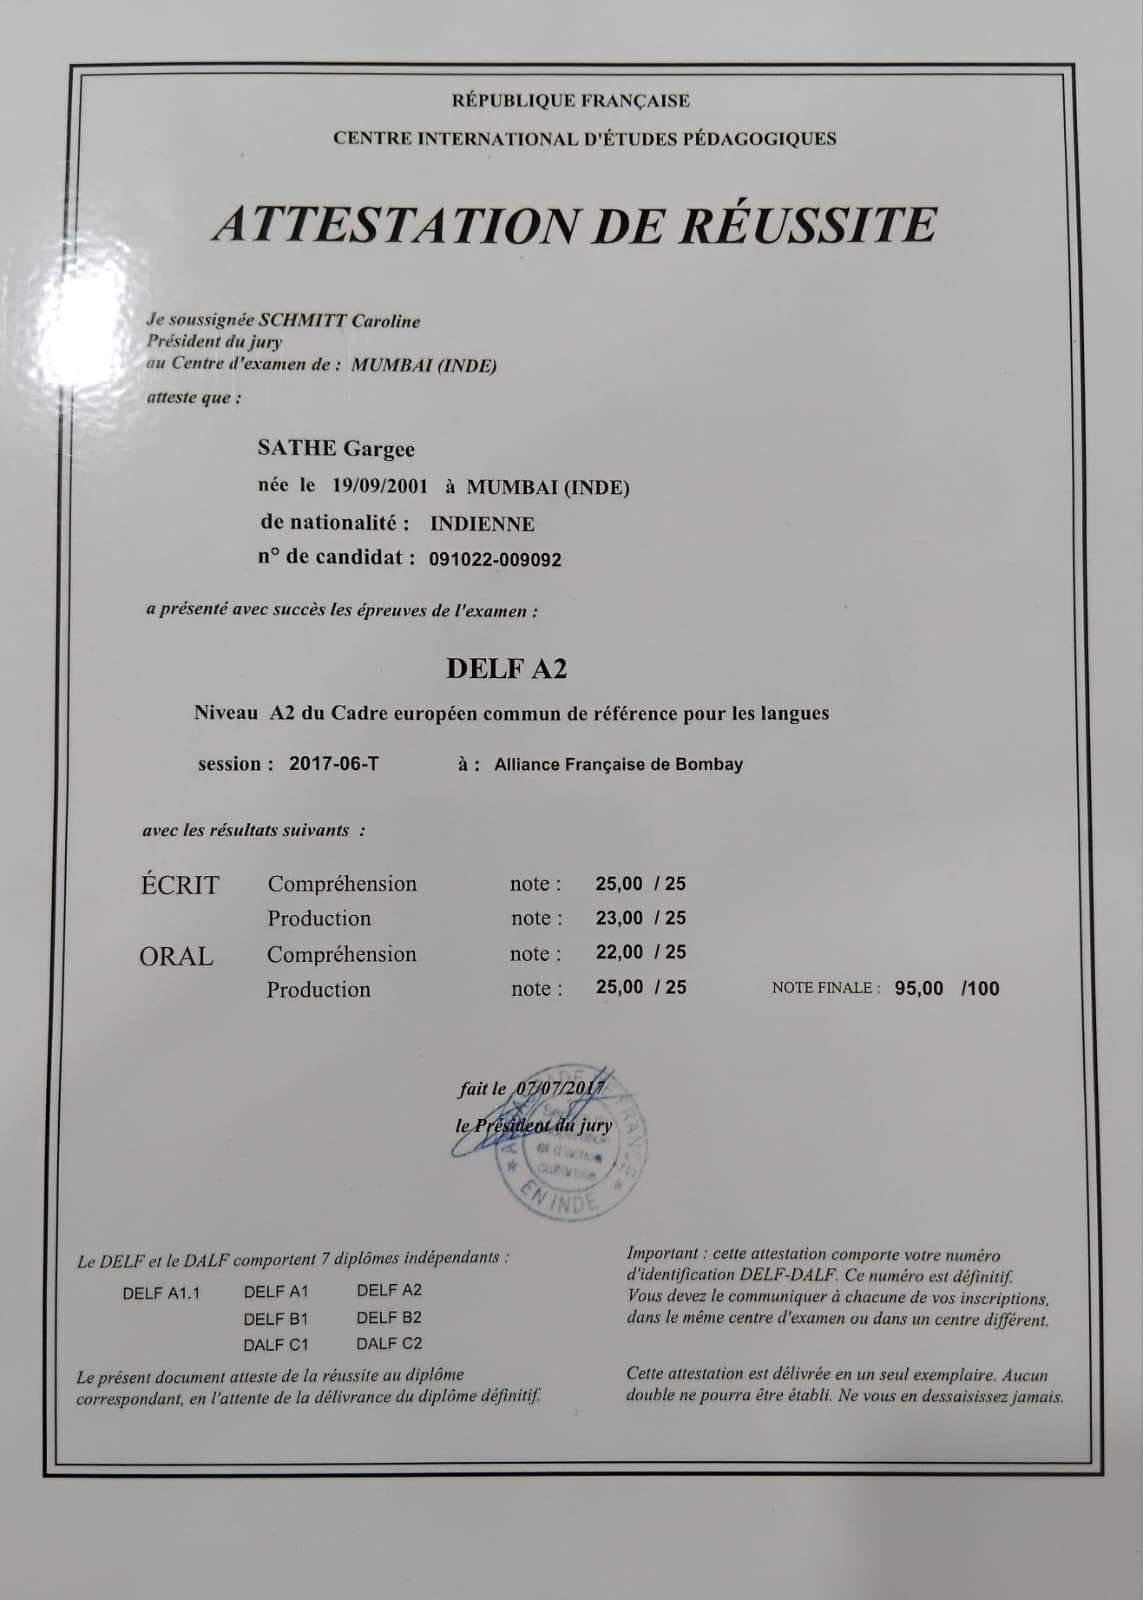 RÉPUBLIQUE FRANÇAISE
CENTRE INTERNATIONAL D'ÉTUDES PÉDAGOGIQUES
ATTESTATION DE RÉUSSITE
Je soussignée SCHMITT Caroline
Président du jury
au Centre d'examen de : MUMBAI (INDE)
atteste que :
SATHE Gargee
née le 19/09/2001 à MUMBAI (INDE)
de nationalité : INDIENNE
n° de candidat : 091022-009092
a présenté avec succès les épreuves de l'examen :
DELF A2
Niveau A2 du Cadre européen commun de référence pour les langues
session : 2017-06-T à : Alliance Française de Bombay
avec les résultats suivants :
ÉCRIT Compréhension note : 25,00 / 25
Production note : 23,00 / 25
ORAL Compréhension note : 22,00 / 25
Production note : 25,00 / 25 NOTE FINALE : 95,00 /100
fait le 07/07/2017
le Président du jury
et d'action
culturelle
EN INDE
Le DELF et le DALF comportent 7 diplômes indépendants :
DELF A1.1 DELF A1 DELF A2
DELF B1 DELF B2
DALF C1 DALF C2
Le présent document atteste de la réussite au diplôme
correspondant, en l'attente de la délivrance du diplôme définitif.
Important : cette attestation comporte votre numéro
d'identification DELF-DALF. Ce numéro est définitif.
Vous devez le communiquer à chacune de vos inscriptions,
dans le même centre d'examen ou dans un centre différent.
Cette attestation est délivrée en un seul exemplaire. Aucun
double ne pourra être établi. Ne vous en dessaisissez jamais.